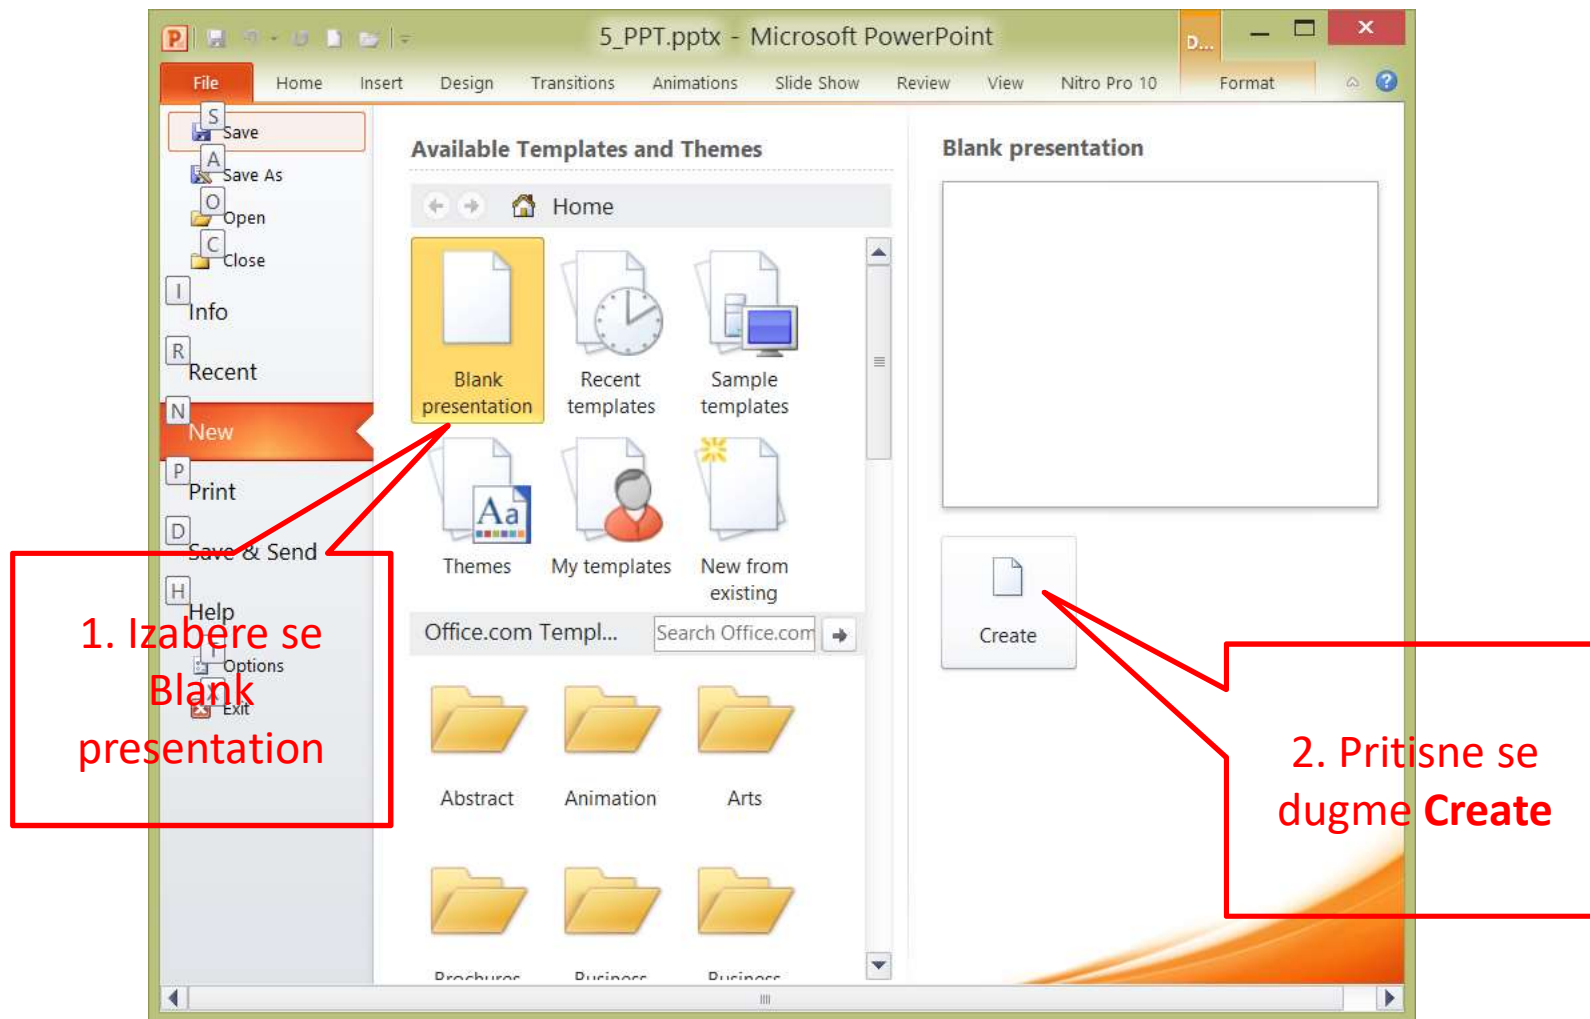 5_PPT.pptx - Microsoft PowerPoint
D...
File Home Insert Design Transitions Animations Slide Show Review View Nitro Pro 10 Format
S
Save
A
Save As
O
Open
C
Close
I
Info
R
Recent
N
New
P
Print
D
Save & Send
H
Help
T
Options
X
Exit
Available Templates and Themes
Home
Blank
presentation
Recent
templates
Sample
templates
Themes
My templates
New from
existing
Office.com Templ...
Search Office.com
Abstract
Animation
Arts
Brochures
Business
Business
Blank presentation
Create
1. Izabere se
Blank
presentation
2. Pritisne se
dugme Create